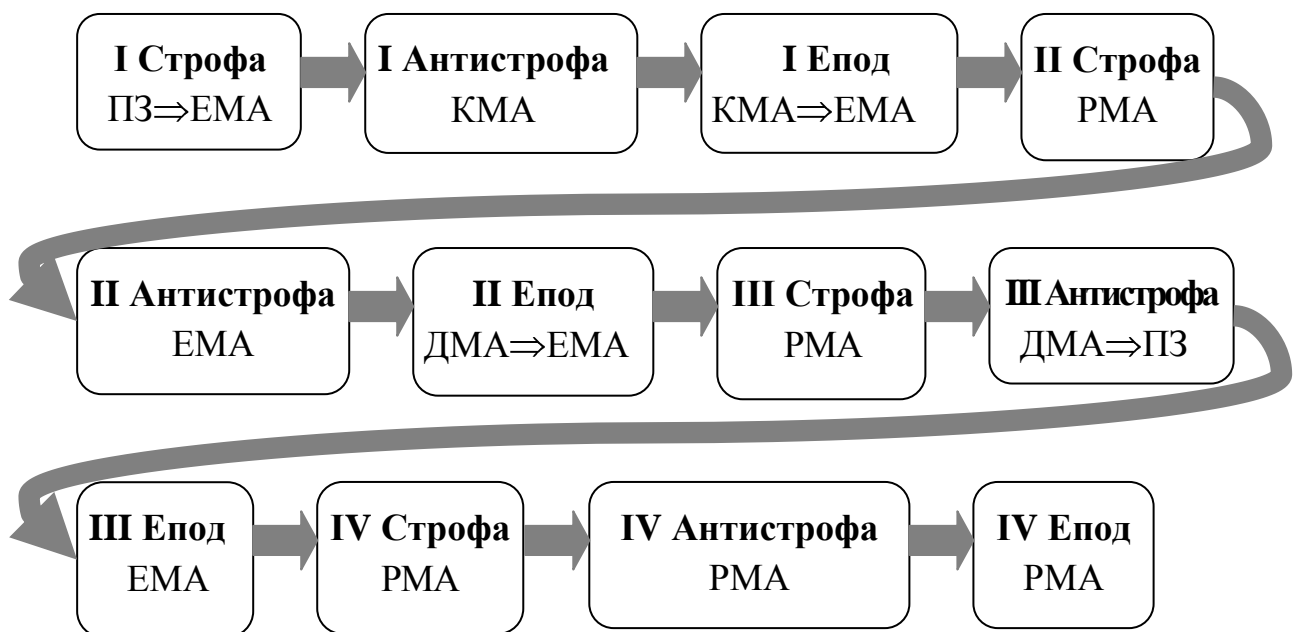 I Строфа
ПЗ⇒ЕМА
I Антистрофа
КМА
I Епод
КМА⇒ЕМА
II Строфа
РМА
II Антистрофа
ЕМА
II Епод
ДМА⇒ЕМА
III Строфа
РМА
III Антистрофа
ДМА⇒ПЗ
III Епод
ЕМА
IV Строфа
РМА
IV Антистрофа
РМА
IV Епод
РМА